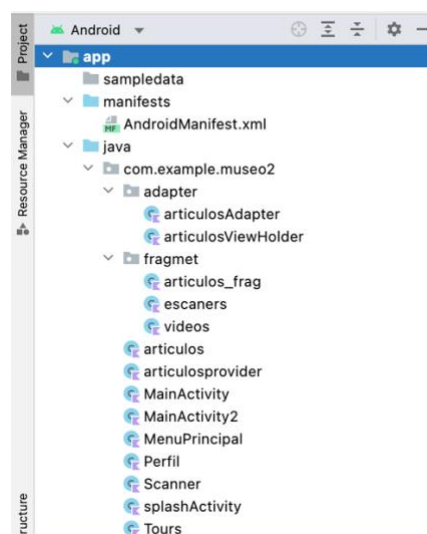 Project
Resource Manager
ructure
Android
app
sampledata
manifests
MF AndroidManifest.xml
java
com.example.museo2
adapter
articulosAdapter
articulosViewHolder
fragmet
articulos_frag
escaners
videos
articulos
articulosprovider
MainActivity
MainActivity2
MenuPrincipal
Perfil
Scanner
splashActivity
Tours